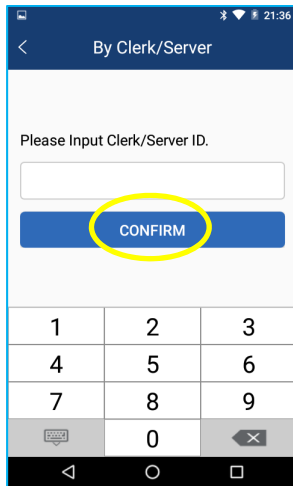 21:36
By Clerk/Server
Please Input Clerk/Server ID.
CONFIRM
1 2 3
4 5 6
7 8 9
0